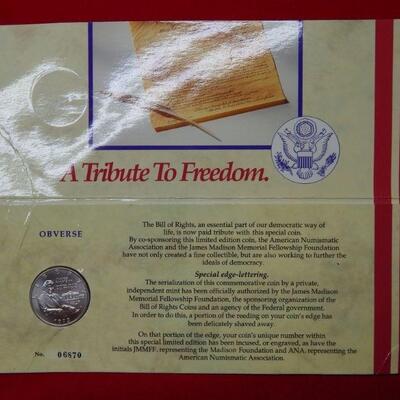 A Tribute To Freedom.
OBVERSE
The Bill of Rights, an essential part of our democratic way of
life, is now paid tribute with this special coin.
By co-sponsoring this limited edition coin, the American Numismatic
Association and the James Madison Memorial Fellowship Foundation
have not only created a fine collectible, but are also working to further the
ideals of democracy.
Special edge-lettering.
The serialization of this commemorative coin by a private,
independent mint has been officially authorized by the James Madison
Memorial Fellowship Foundation, the sponsoring organization of the
Bill of Rights Coins and an agency of the Federal government.
In order to do this, a portion of the reeding on your coin's edge has
been delicately shaved away.
On that portion of the edge, your coin's unique number within
this special limited edition has been incused, or engraved, as have the
initials JMMFF, representing the Madison Foundation and ANA, representing the
American Numismatic Association.
No. 06870